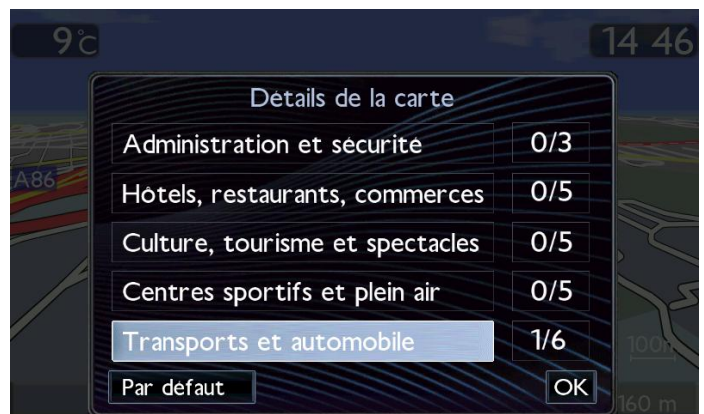 9°C
14 46
Détails de la carte
Administration et sécurité 0/3
A86
Hôtels, restaurants, commerces 0/5
Culture, tourisme et spectacles 0/5
Centres sportifs et plein air 0/5
Transports et automobile 1/6
100m
Par défaut
OK
160 m